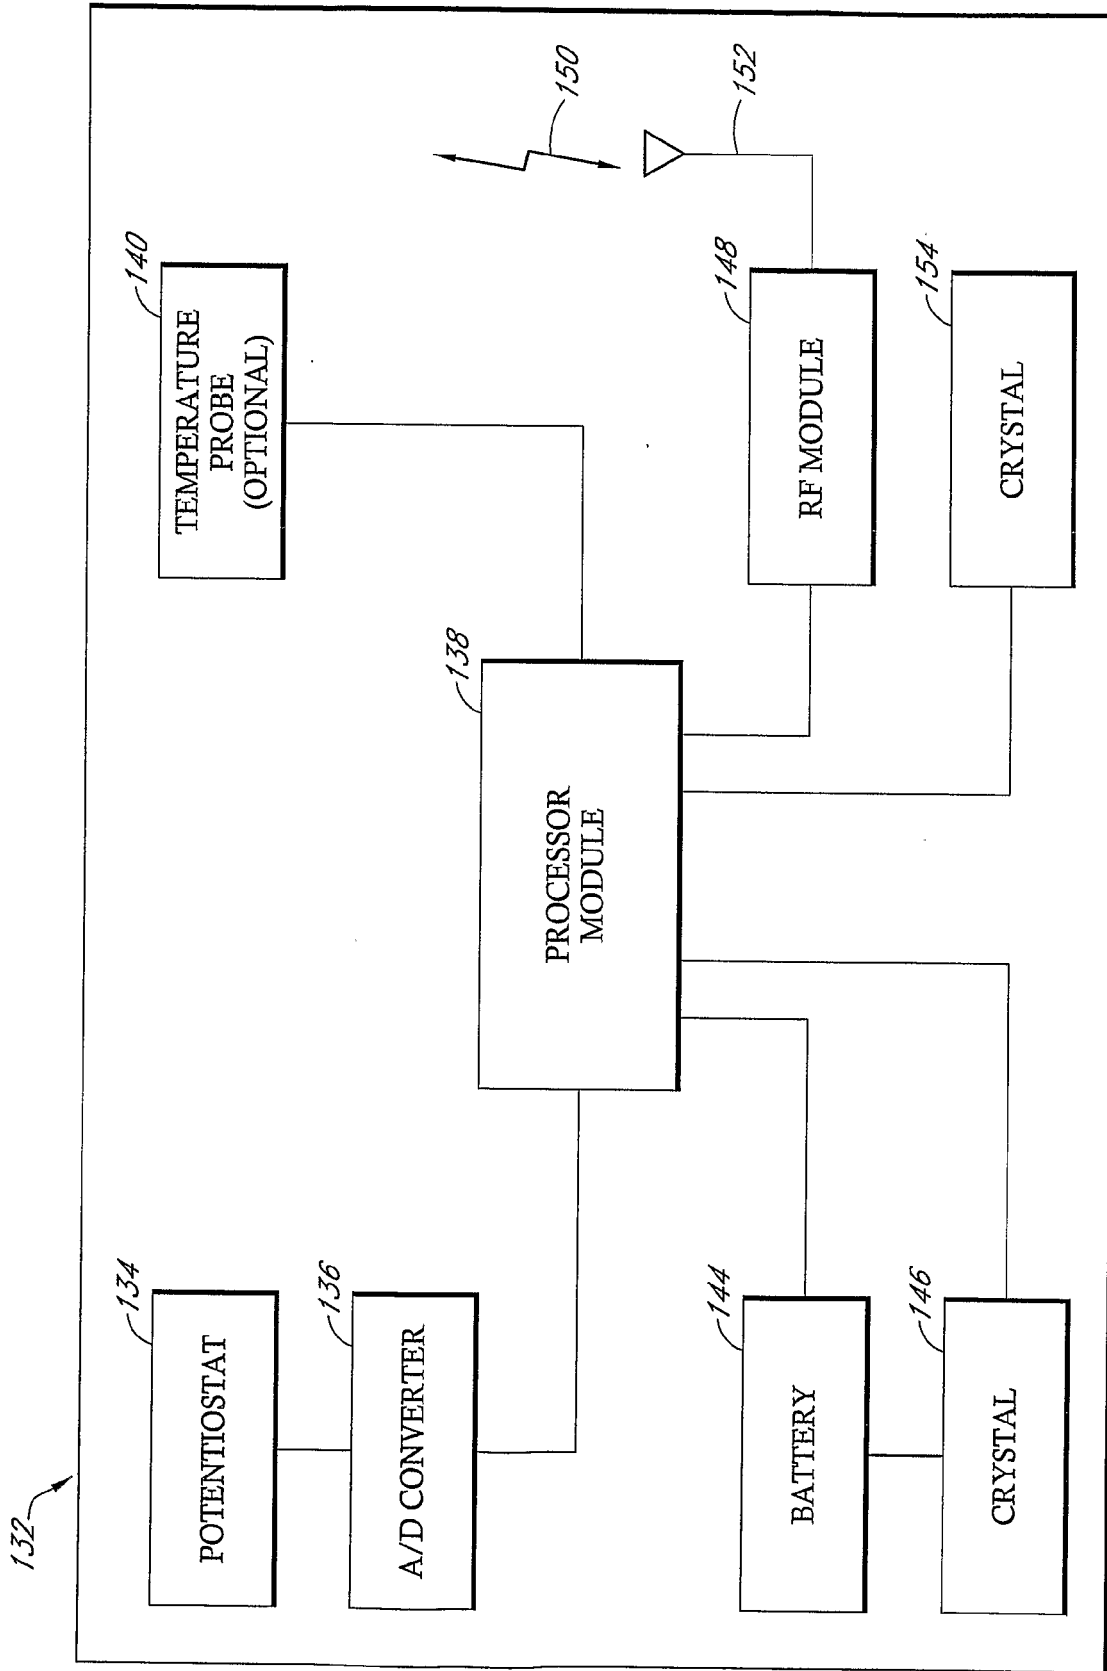 132
134
POTENTIOSTAT
136
A/D CONVERTER
138
PROCESSOR
MODULE
140
TEMPERATURE
PROBE
(OPTIONAL)
144
BATTERY
146
CRYSTAL
148
RF MODULE
150
152
154
CRYSTAL